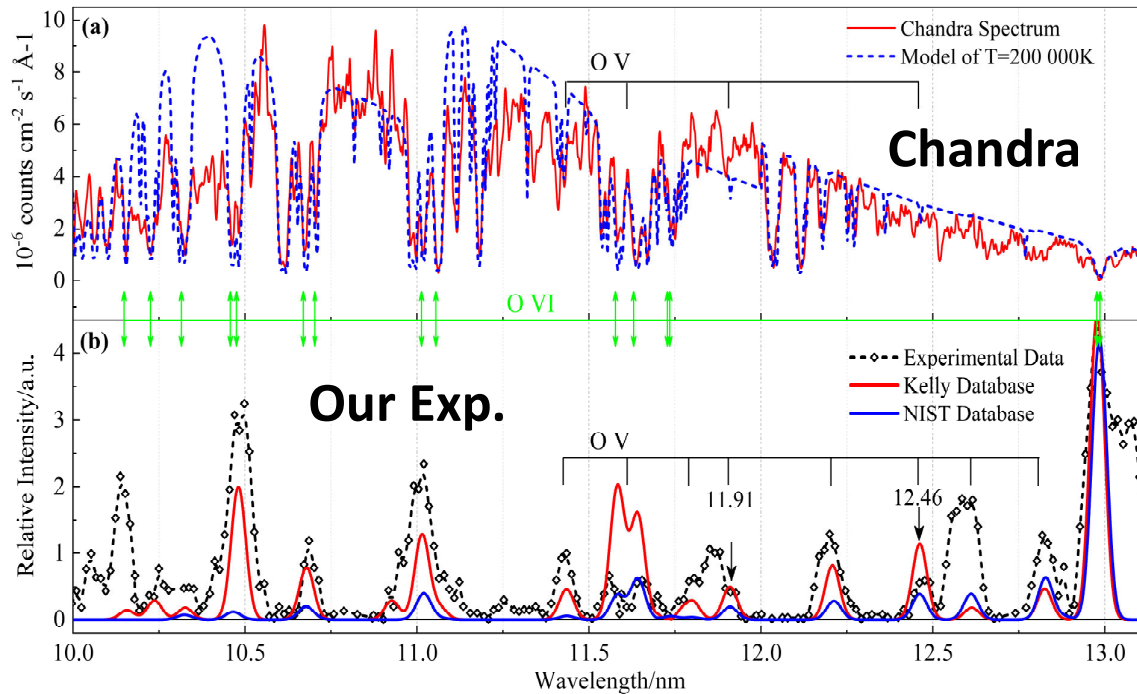 (a)
Chandra Spectrum
Model of T=200 000K
O V
Chandra
10
8
6
4
2
0
10⁻⁶ counts cm⁻² s⁻¹ Å-1
O VI
(b)
Experimental Data
Kelly Database
NIST Database
Our Exp.
O V
11.91
12.46
4
3
2
1
0
Relative Intensity/a.u.
10.0 10.5 11.0 11.5 12.0 12.5 13.0
Wavelength/nm